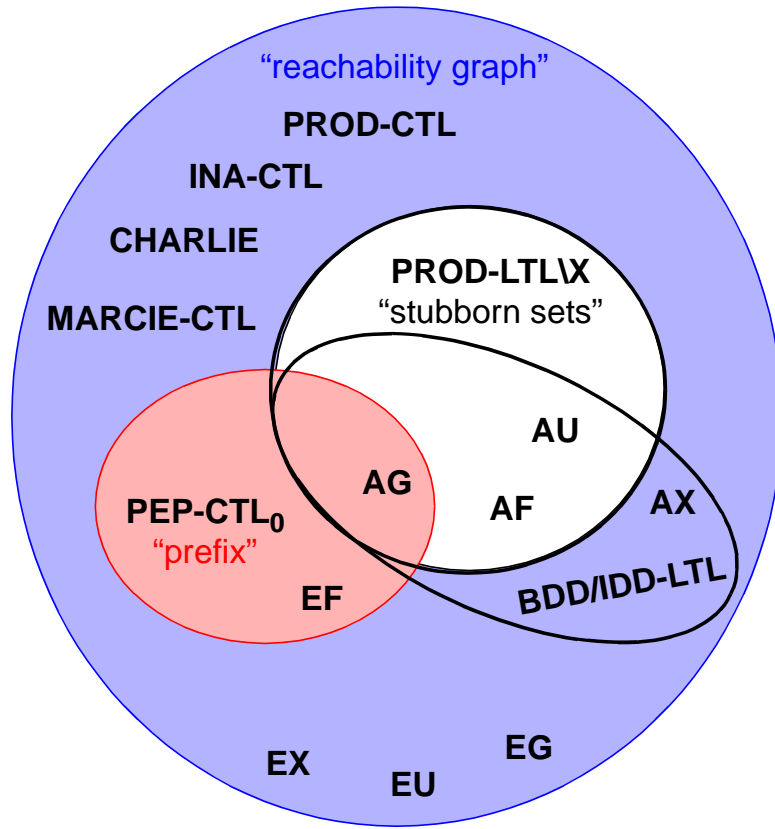 “reachability graph”
PROD-CTL
INA-CTL
CHARLIE
MARCIE-CTL
PROD-LTL\X
“stubborn sets”
AU
AG
AF
AX
PEP-CTL₀
“prefix”
EF
BDD/IDD-LTL
EX
EU
EG